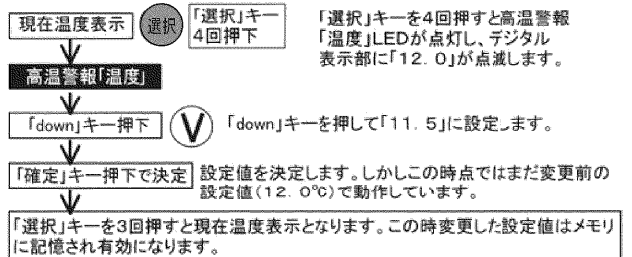 現在温度表示
選択
「選択」キー
4回押下
「選択」キーを4回押すと高温警報
「温度」LEDが点灯し、デジタル
表示部に「12．0」が点滅します。
高温警報「温度」
「down」キー押下
V
「down」キーを押して「11．5」に設定します。
「確定」キー押下で決定
設定値を決定します。しかしこの時点ではまだ変更前の
設定値（12．0℃）で動作しています。
「選択」キーを3回押すと現在温度表示となります。この時変更した設定値はメモリ
に記憶され有効になります。